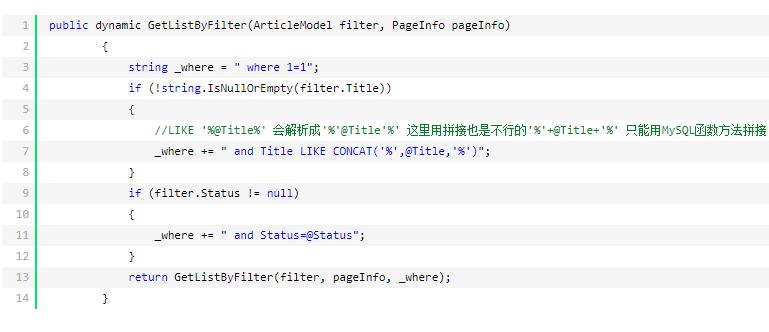 1 public dynamic GetListByFilter(ArticleModel filter, PageInfo pageInfo)
2 {
3 string _where = " where 1=1";
4 if (!string.IsNullOrEmpty(filter.Title))
5 {
6 //LIKE '%@Title%' 会解析成'%'@Title'%' 这里用拼接也是不行的'%'+@Title+'%' 只能用MySQL函数方法拼接
7 _where += " and Title LIKE CONCAT('%',@Title,'%')";
8 }
9 if (filter.Status != null)
10 {
11 _where += " and Status=@Status";
12 }
13 return GetListByFilter(filter, pageInfo, _where);
14 }